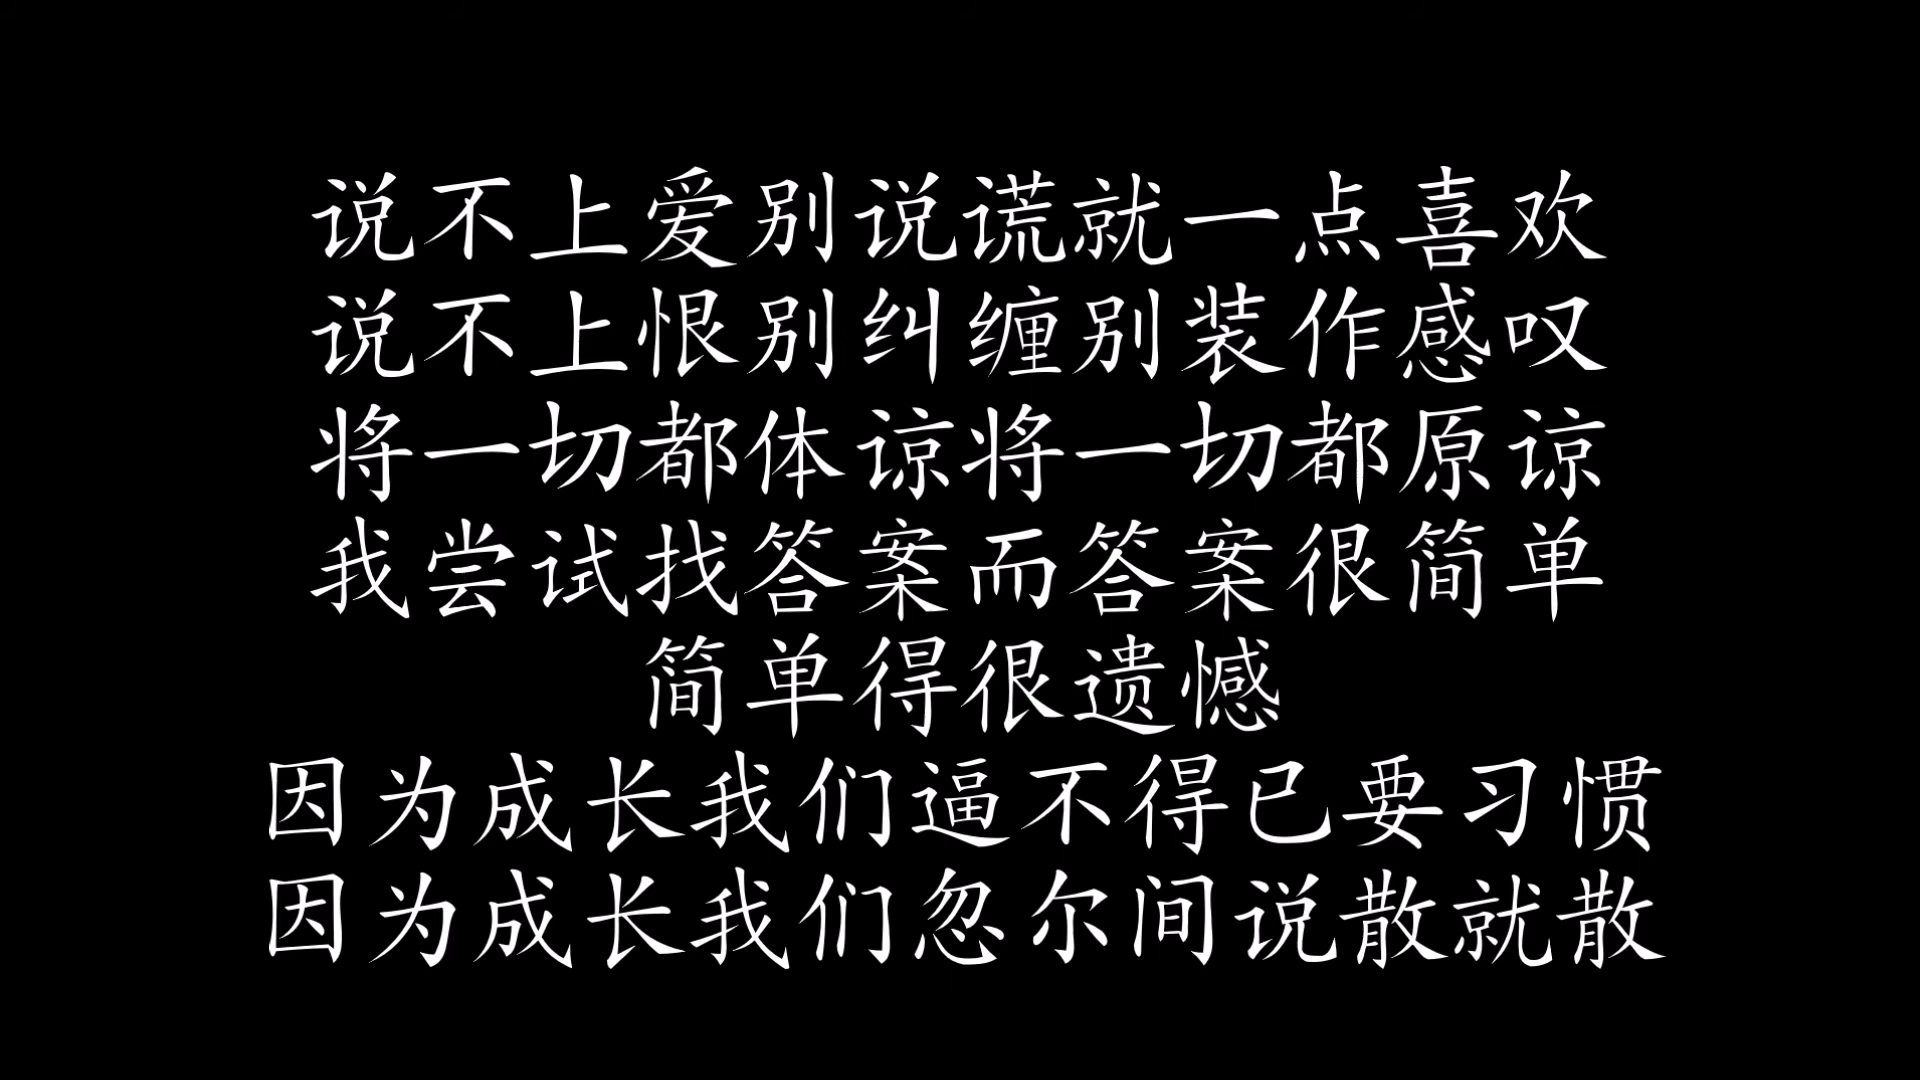 说不上爱别说谎就一点喜欢
说不上恨别纠缠别装作感叹
将一切都体谅将一切都原谅
我尝试找答案而答案很简单
简单得很遗憾
因为成长我们逼不得已要习惯
因为成长我们忽尔间说散就散